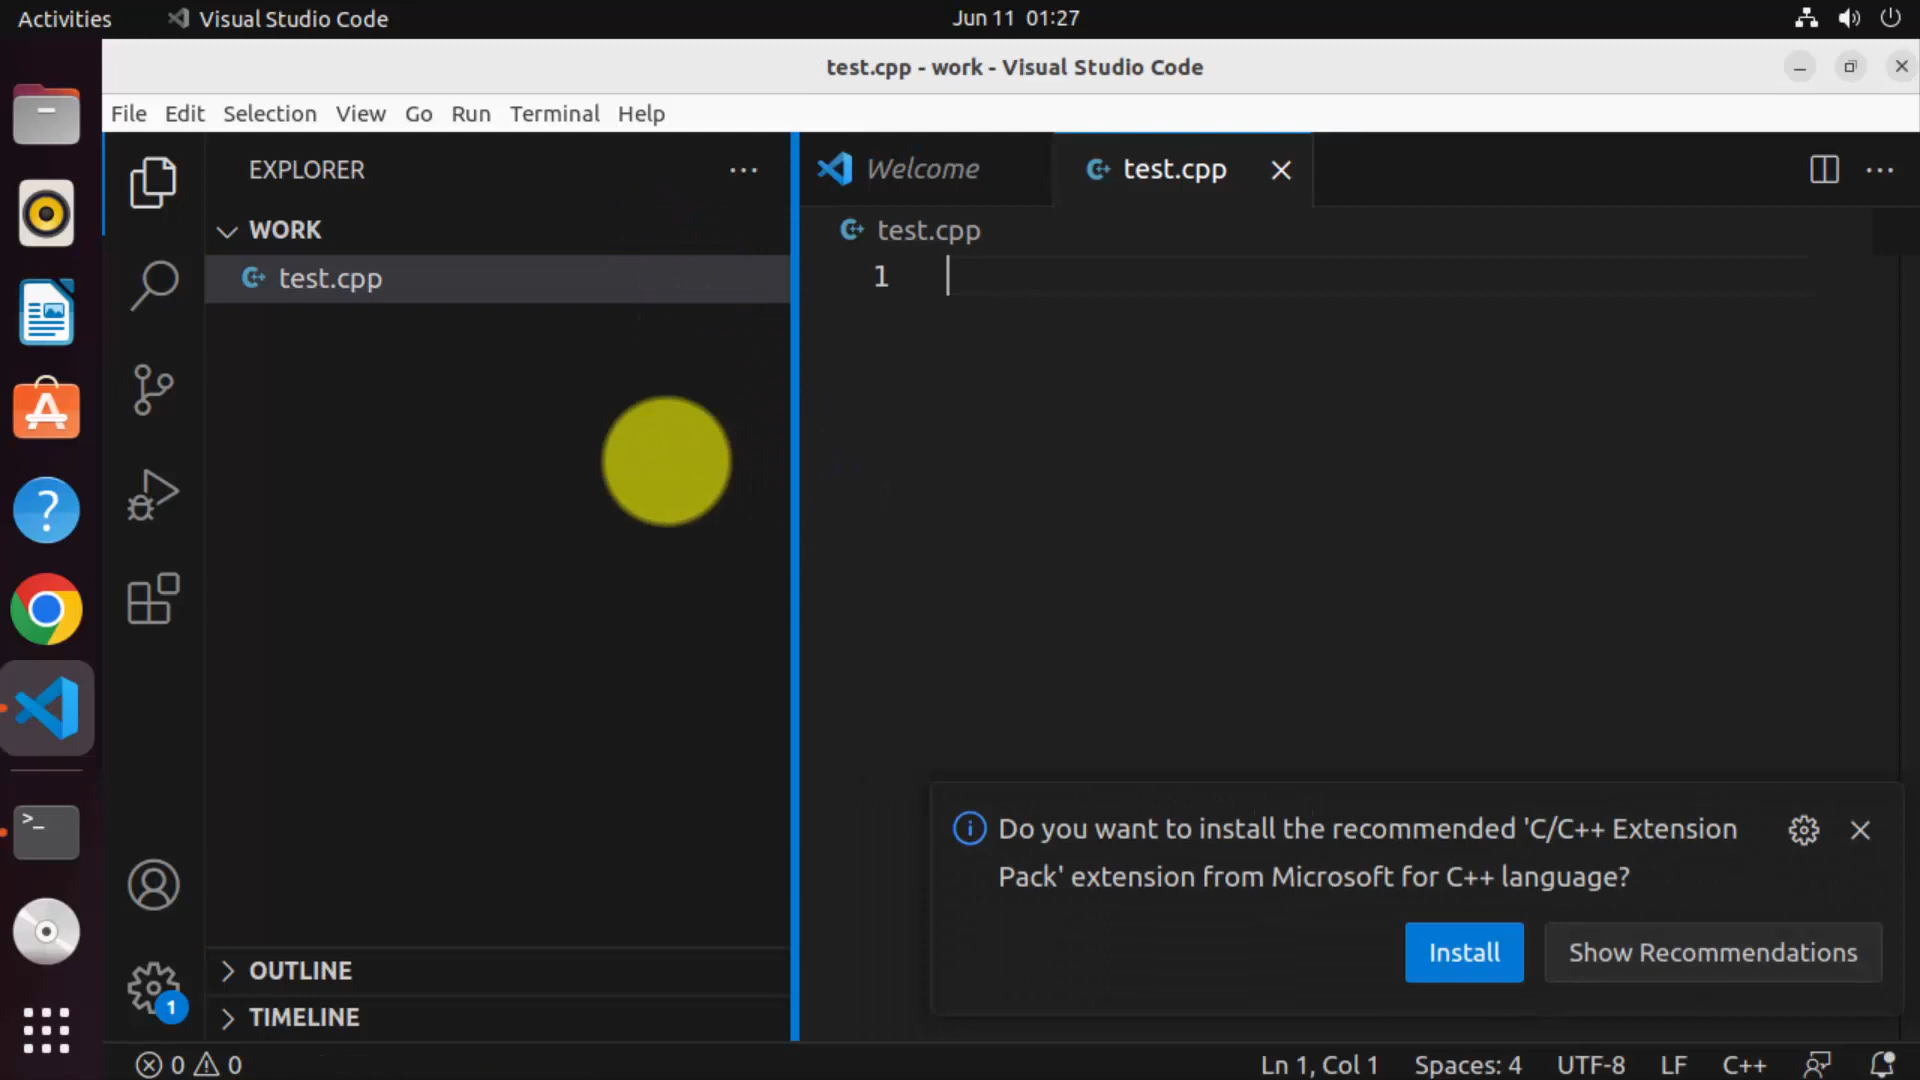 Activities
Visual Studio Code
Jun 11 01:27
test.cpp - work - Visual Studio Code
File Edit Selection View Go Run Terminal Help
EXPLORER
WORK
test.cpp
Welcome
test.cpp
test.cpp
1
Do you want to install the recommended 'C/C++ Extension
Pack' extension from Microsoft for C++ language?
Install
Show Recommendations
OUTLINE
TIMELINE
1
0 0
Ln 1, Col 1
Spaces: 4
UTF-8
LF
C++